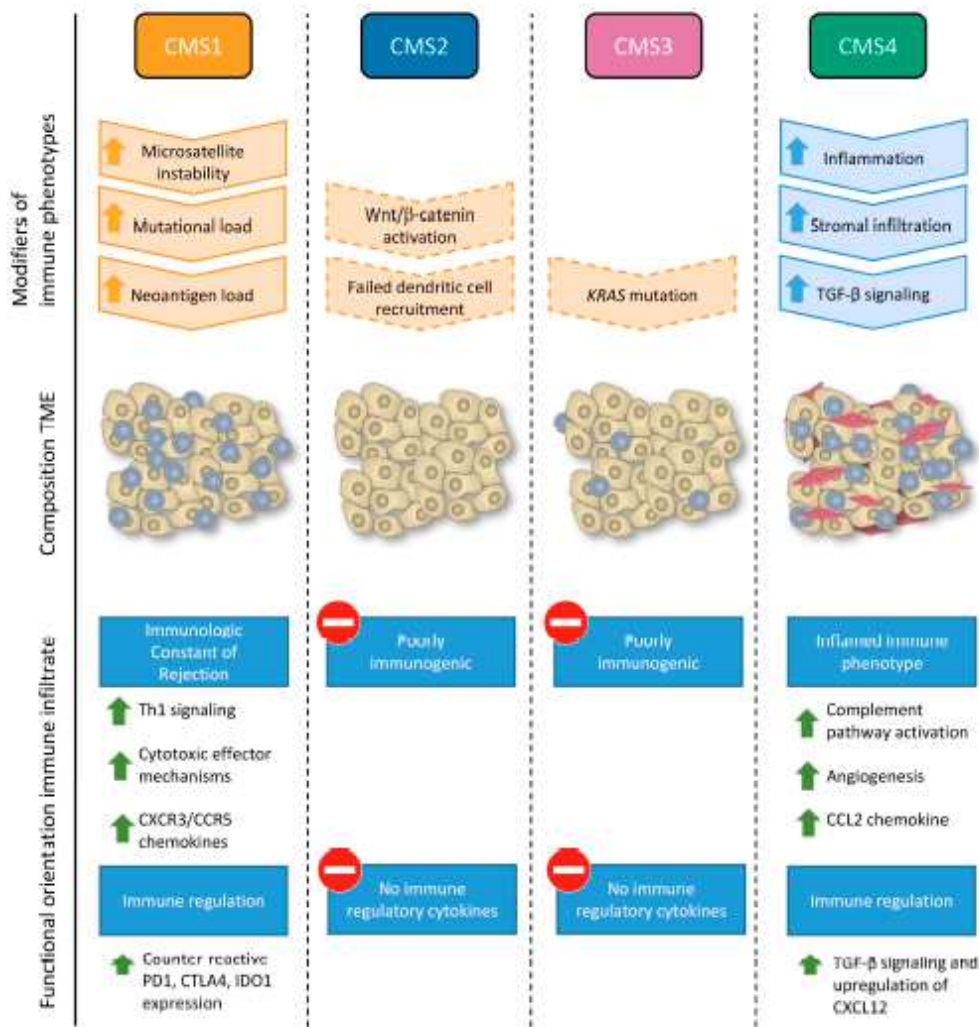 CMS1
CMS2
CMS3
CMS4
Modifiers of
immune phenotypes
Microsatellite
instability
Mutational load
Neoantigen load
Wnt/β-catenin
activation
Failed dendritic cell
recruitment
KRAS mutation
Inflammation
Stromal infiltration
TGF-β signaling
Composition TME
Functional orientation immune infiltrate
Immunologic
Constant of
Rejection
Poorly
immunogenic
Poorly
immunogenic
Inflamed immune
phenotype
Th1 signaling
Cytotoxic effector
mechanisms
CXCR3/CCR5
chemokines
Complement
pathway activation
Angiogenesis
CCL2 chemokine
Immune regulation
No immune
regulatory cytokines
No immune
regulatory cytokines
Immune regulation
Counter reactive
PD1, CTLA4, IDO1
expression
TGF-β signaling and
upregulation of
CXCL12